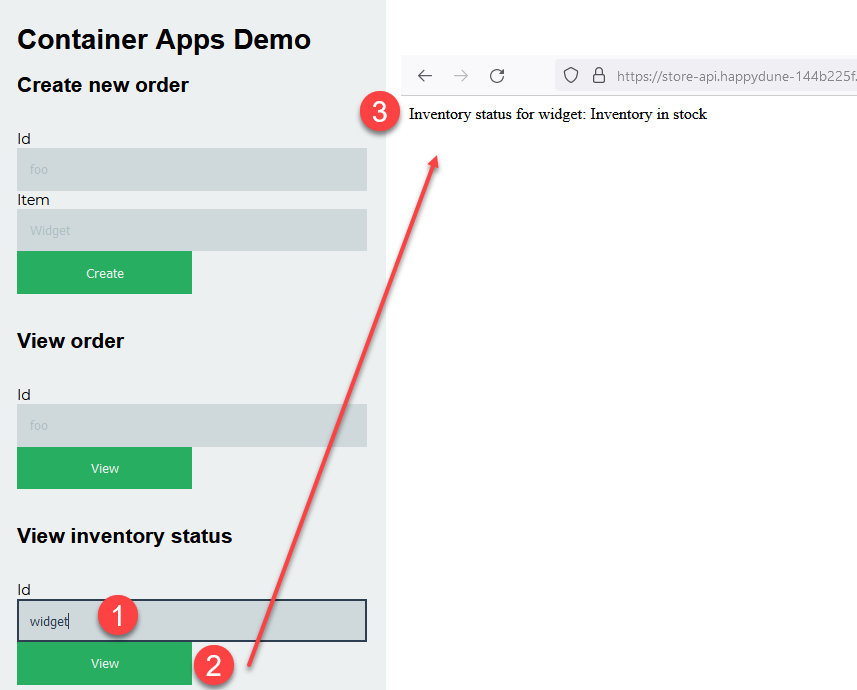 Container Apps Demo
Create new order
Id
foo
Item
Widget
Create
View order
Id
foo
View
View inventory status
Id
widget
1
View
2
https://store-api.happydune-144b225f.
3
Inventory status for widget: Inventory in stock